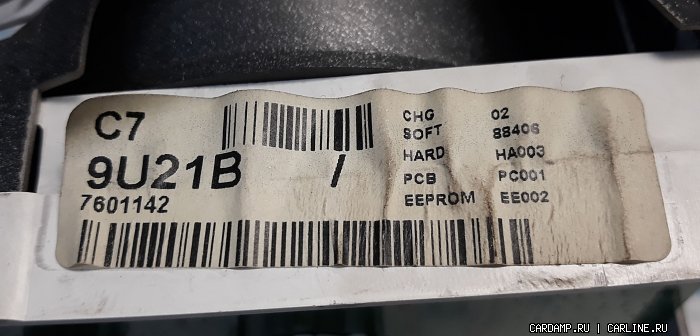 C7
9U21B /
7601142
CHG 02
SOFT 88406
HARD HA003
PCB PC001
EEPROM EE002
CARDAMP.RU | CARLINE.RU